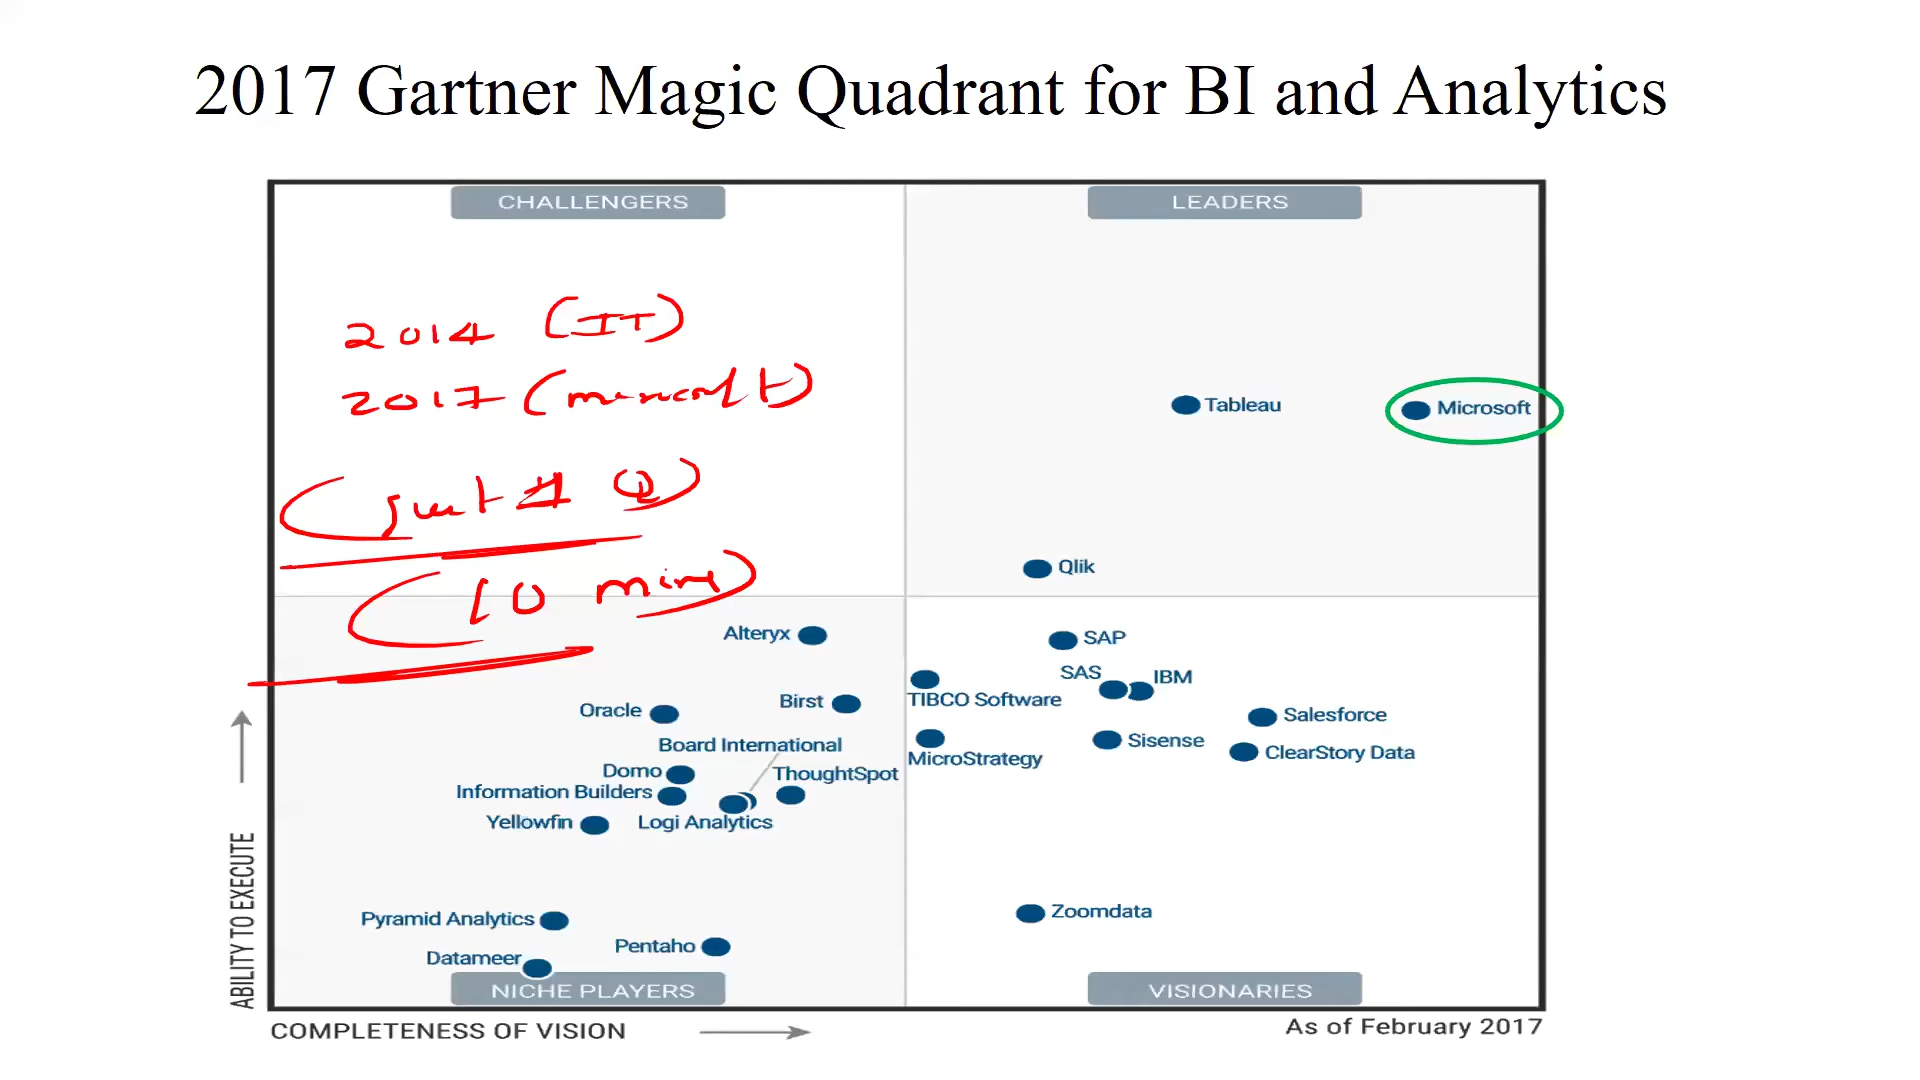 2017 Gartner Magic Quadrant for BI and Analytics
CHALLENGERS
LEADERS
2014 (IT)
2017
Tableau
Microsoft
10 mins)
Qlik
Alteryx
Oracle
Birst
Board International
Domo
ThoughtSpot
Information Builders
Yellowfin
Logi Analytics
Pyramid Analytics
Pentaho
Datameer
NICHE PLAYERS
SAP
SAS
IBM
TIBCO Software
Salesforce
MicroStrategy
Sisense
ClearStory Data
Zoomdata
VISIONARIES
ABILITY TO EXECUTE
COMPLETENESS OF VISION
As of February 2017